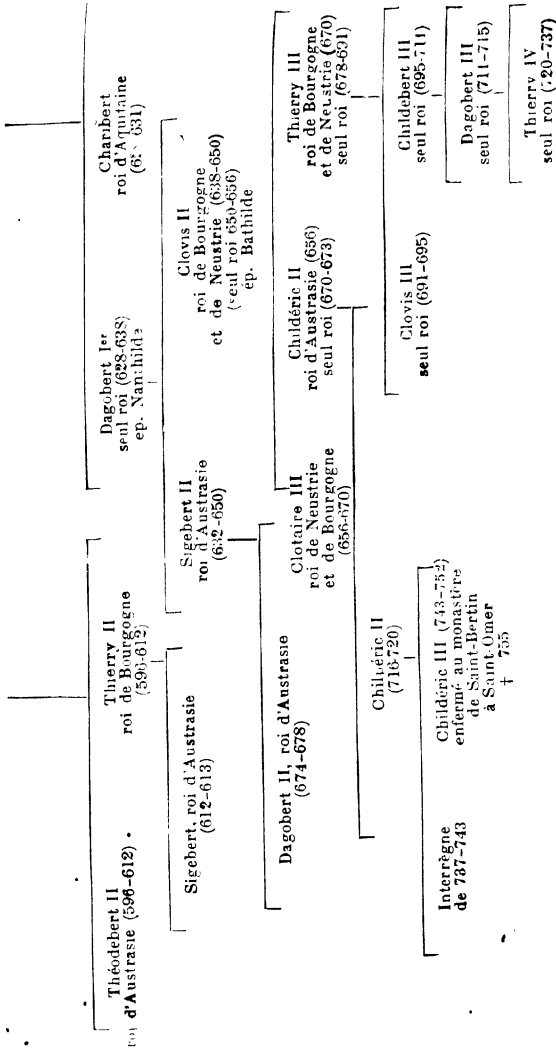 Théodebert II
roi d'Austrasie (596-612)
Thierry II
roi de Bourgogne
(596-612)
Dagobert Ier
seul roi (628-638)
ép. Nanthilde
Charibert
roi d'Aquitaine
631)
Sigebert, roi d'Austrasie
(612-613)
Sigebert II
roi d'Austrasie
(632-650)
Clovis II
roi de Bourgogne
et de Neustrie (638-650)
(seul roi 650-656)
ép. Bathilde
Dagobert II, roi d'Austrasie
(674-678)
Clotaire III
roi de Neustrie
et de Bourgogne
(656-670)
Childéric II
roi d'Austrasie (656)
seul roi (670-673)
Thierry III
roi de Bourgogne
et de Neustrie (670)
seul roi (678-691)
Chilpéric II
(716-720)
Clovis III
seul roi (691-695)
Childebert III
seul roi (695-711)
Interrègne
de 737-743
Childéric III (743-752)
enfermé au monastère
de Saint-Bertin
à Saint-Omer
† 755
Dagobert III
seul roi (711-715)
Thierry IV
seul roi (720-737)